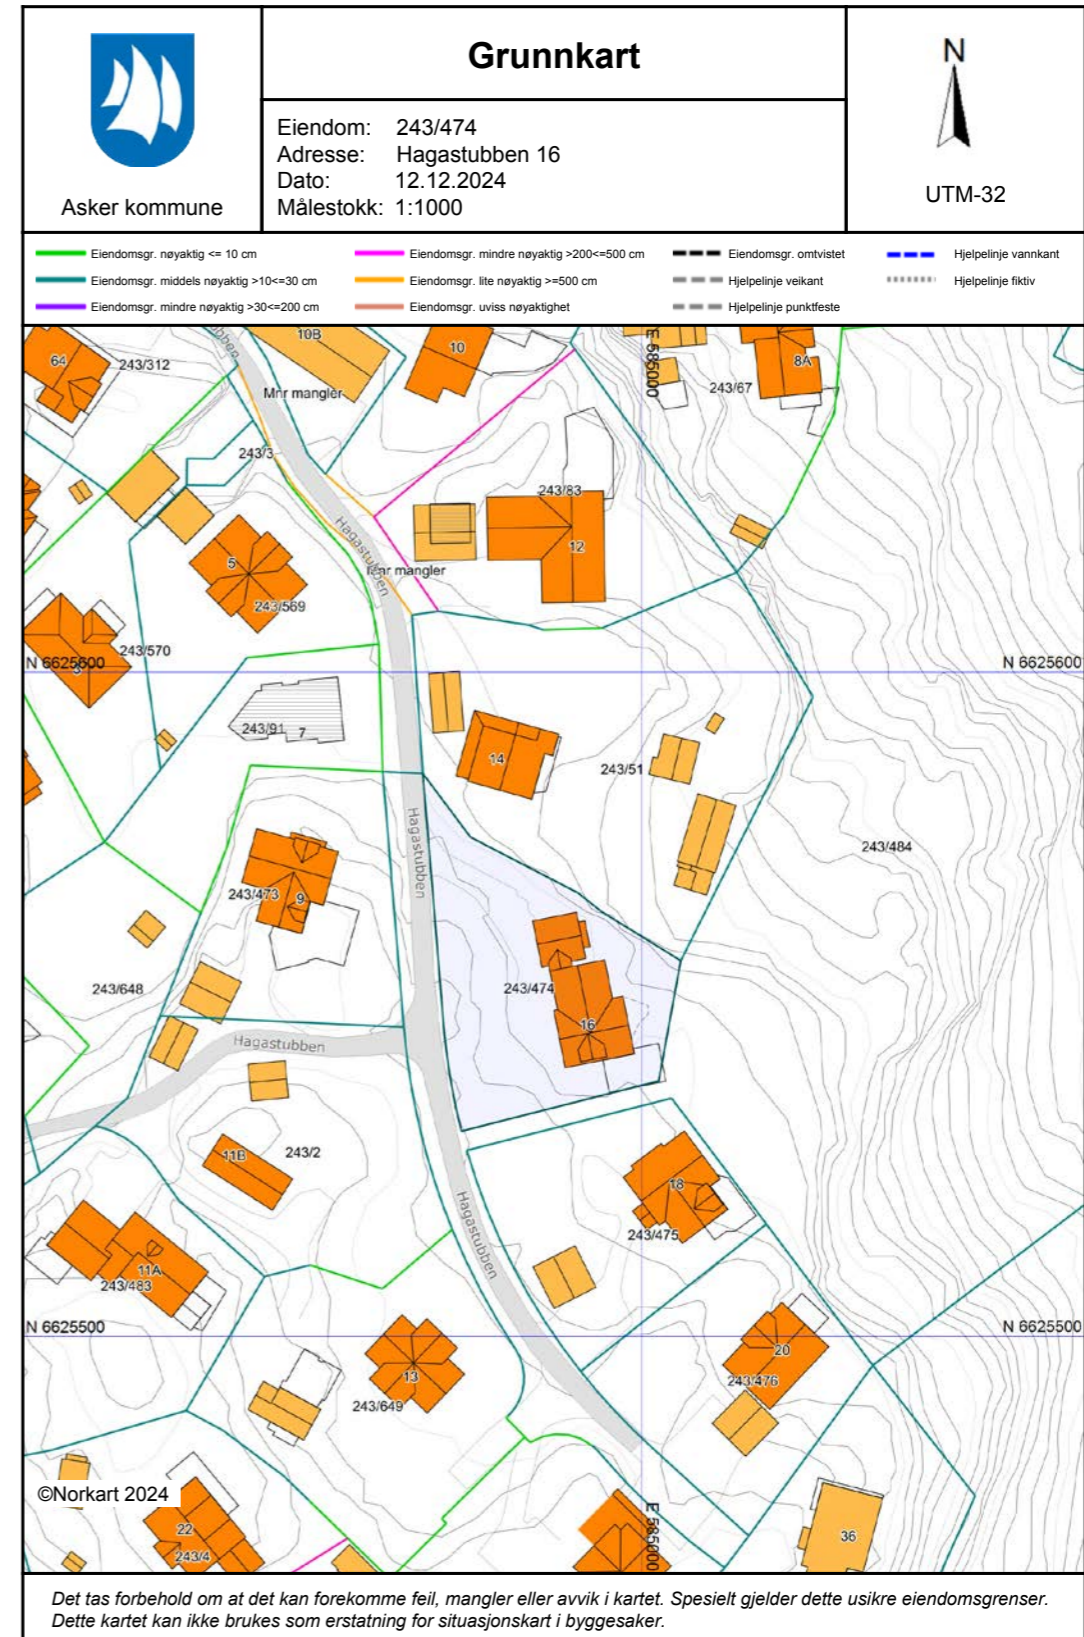 Grunnkart
Eiendom: 243/474
Adresse: Hagastubben 16
Dato: 12.12.2024
Målestokk: 1:1000
Asker kommune
N
UTM-32
Eiendomsgr. nøyaktig <= 10 cm
Eiendomsgr. middels nøyaktig >10<=30 cm
Eiendomsgr. mindre nøyaktig >30<=200 cm
Eiendomsgr. mindre nøyaktig >200<=500 cm
Eiendomsgr. lite nøyaktig >=500 cm
Eiendomsgr. uviss nøyaktighet
Eiendomsgr. omtvistet
Hjelpelinje veikant
Hjelpelinje punktfeste
Hjelpelinje vannkant
Hjelpelinje fiktiv
64
243/312
10B
10
E 585000
8A
243/67
Mnr mangler
243/3
243/83
12
Hagastubben
Mnr mangler
5
243/569
243/570
3
N 6625600
N 6625600
243/91
7
14
243/51
Hagastubben
243/484
243/473
9
243/474
16
243/648
Hagastubben
11B
243/2
18
243/475
Hagastubben
11A
243/483
N 6625500
N 6625500
13
243/649
20
243/476
©Norkart 2024
22
243/4
E 585000
36
Det tas forbehold om at det kan forekomme feil, mangler eller avvik i kartet. Spesielt gjelder dette usikre eiendomsgrenser.
Dette kartet kan ikke brukes som erstatning for situasjonskart i byggesaker.